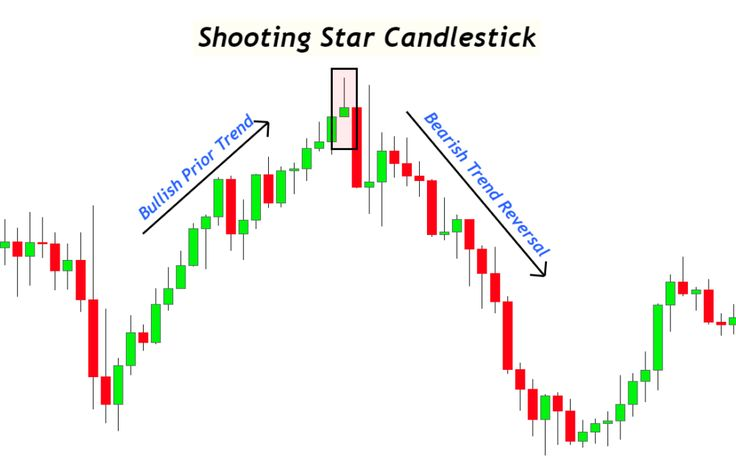 Shooting Star Candlestick
Bullish Prior Trend
Bearish Trend Reversal